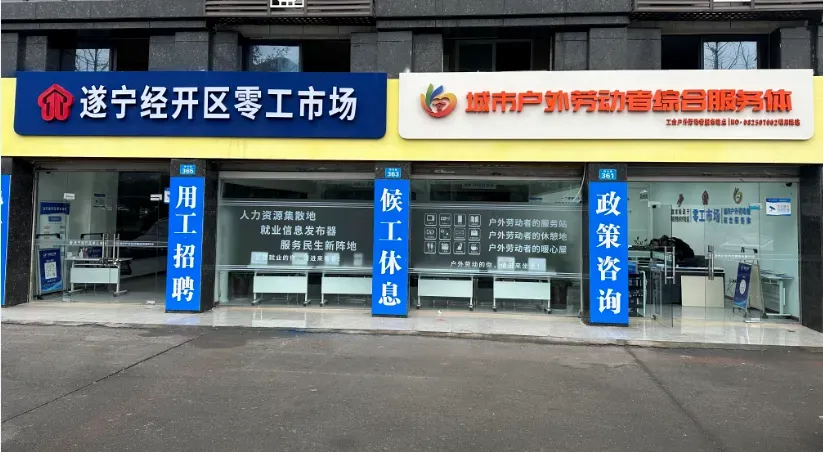 遂宁经开区零工市场
城市户外劳动者综合服务体
365
363
361
用工招聘
人力资源集散地
就业信息发布器
服务民生新阵地
候工休息
户外劳动者的服务站
户外劳动者的休憩地
户外劳动者的暖心屋
政策咨询
零工市场